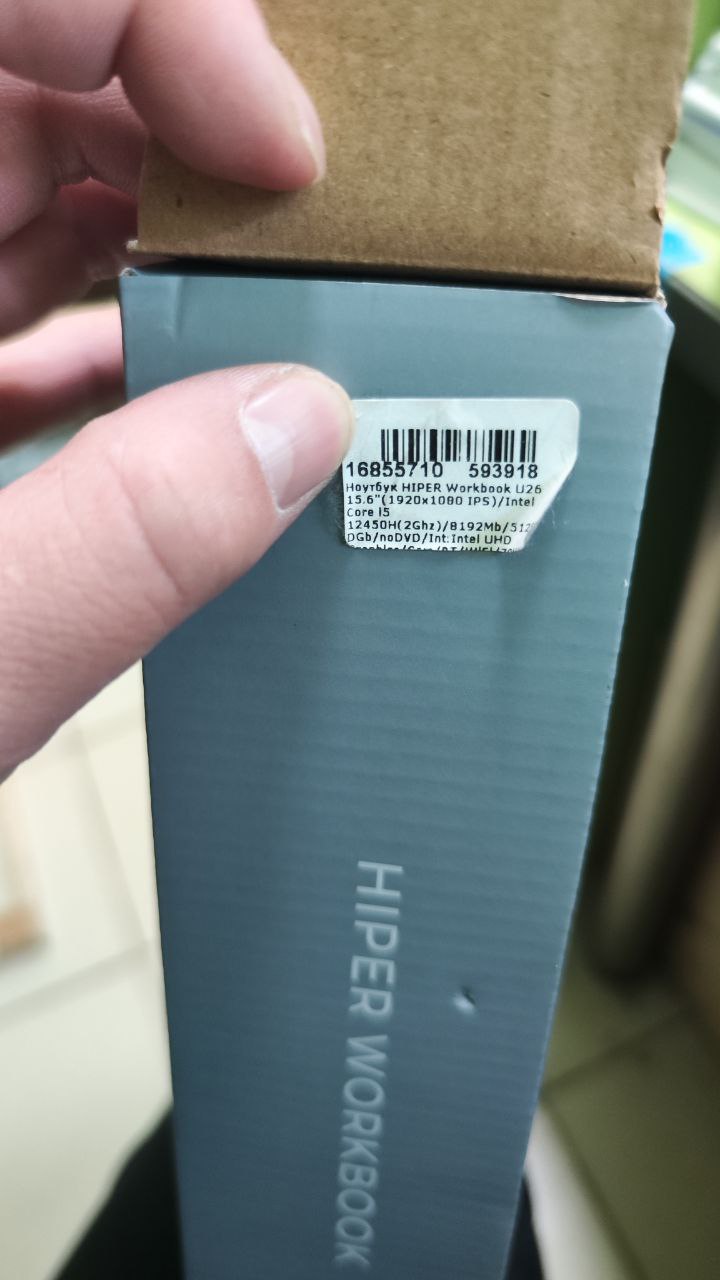 16855710 593918
Ноутбук HIPER Workbook U26
15.6"(1920x1080 IPS)/Intel
Core i5
12450H(2Ghz)/8192Mb/512
DGb/noDVD/Int:Intel UHD
HIPER WORKBOOK